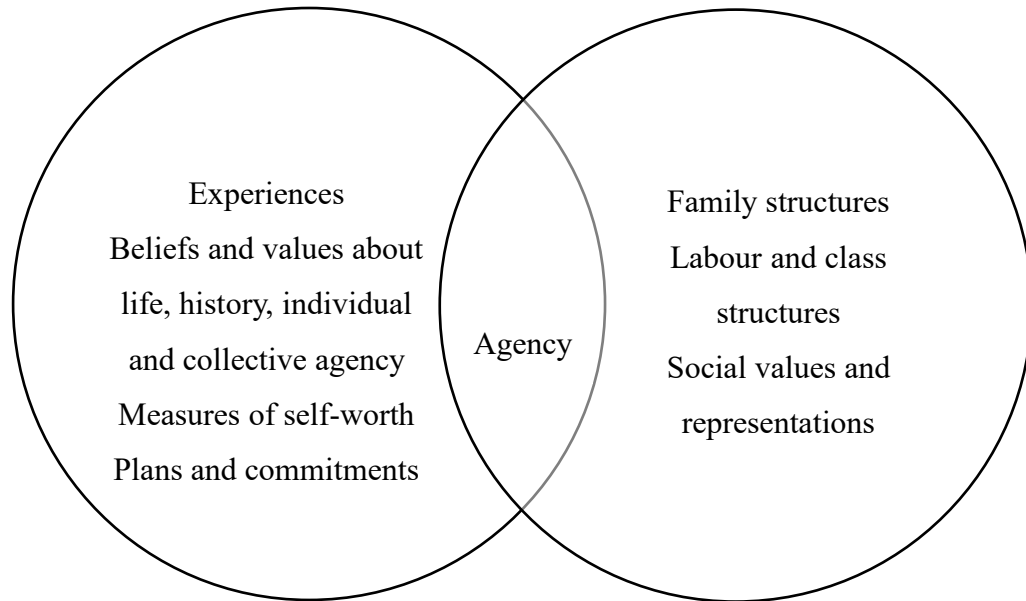 Experiences
Beliefs and values about
life, history, individual
and collective agency
Measures of self-worth
Plans and commitments
Agency
Family structures
Labour and class
structures
Social values and
representations